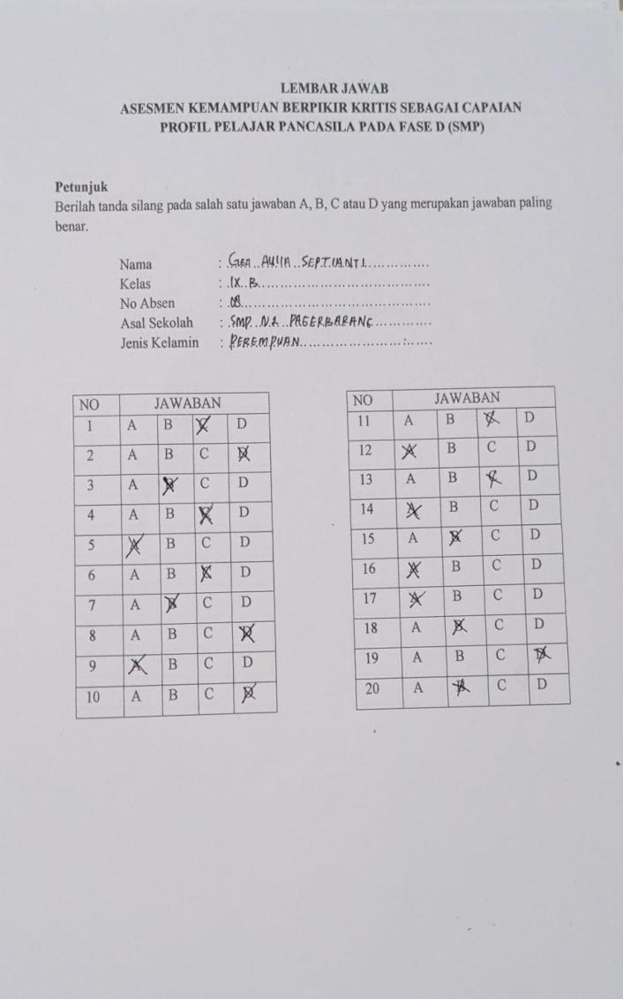 LEMBAR JAWAB
ASESMEN KEMAMPUAN BERPIKIR KRITIS SEBAGAI CAPAIAN
PROFIL PELAJAR PANCASILA PADA FASE D (SMP)
Petunjuk
Berilah tanda silang pada salah satu jawaban A, B, C atau D yang merupakan jawaban paling
benar.
Nama : GEA AULIA SEPTIANTI
Kelas : IX B
No Absen : 08
Asal Sekolah : SMP N 2 PAGERBARANG
Jenis Kelamin : PEREMPUAN
NO JAWABAN
1 A B C D
2 A B C D
3 A B C D
4 A B C D
5 A B C D
6 A B C D
7 A B C D
8 A B C D
9 A B C D
10 A B C D
NO JAWABAN
11 A B C D
12 A B C D
13 A B C D
14 A B C D
15 A B C D
16 A B C D
17 A B C D
18 A B C D
19 A B C D
20 A B C D